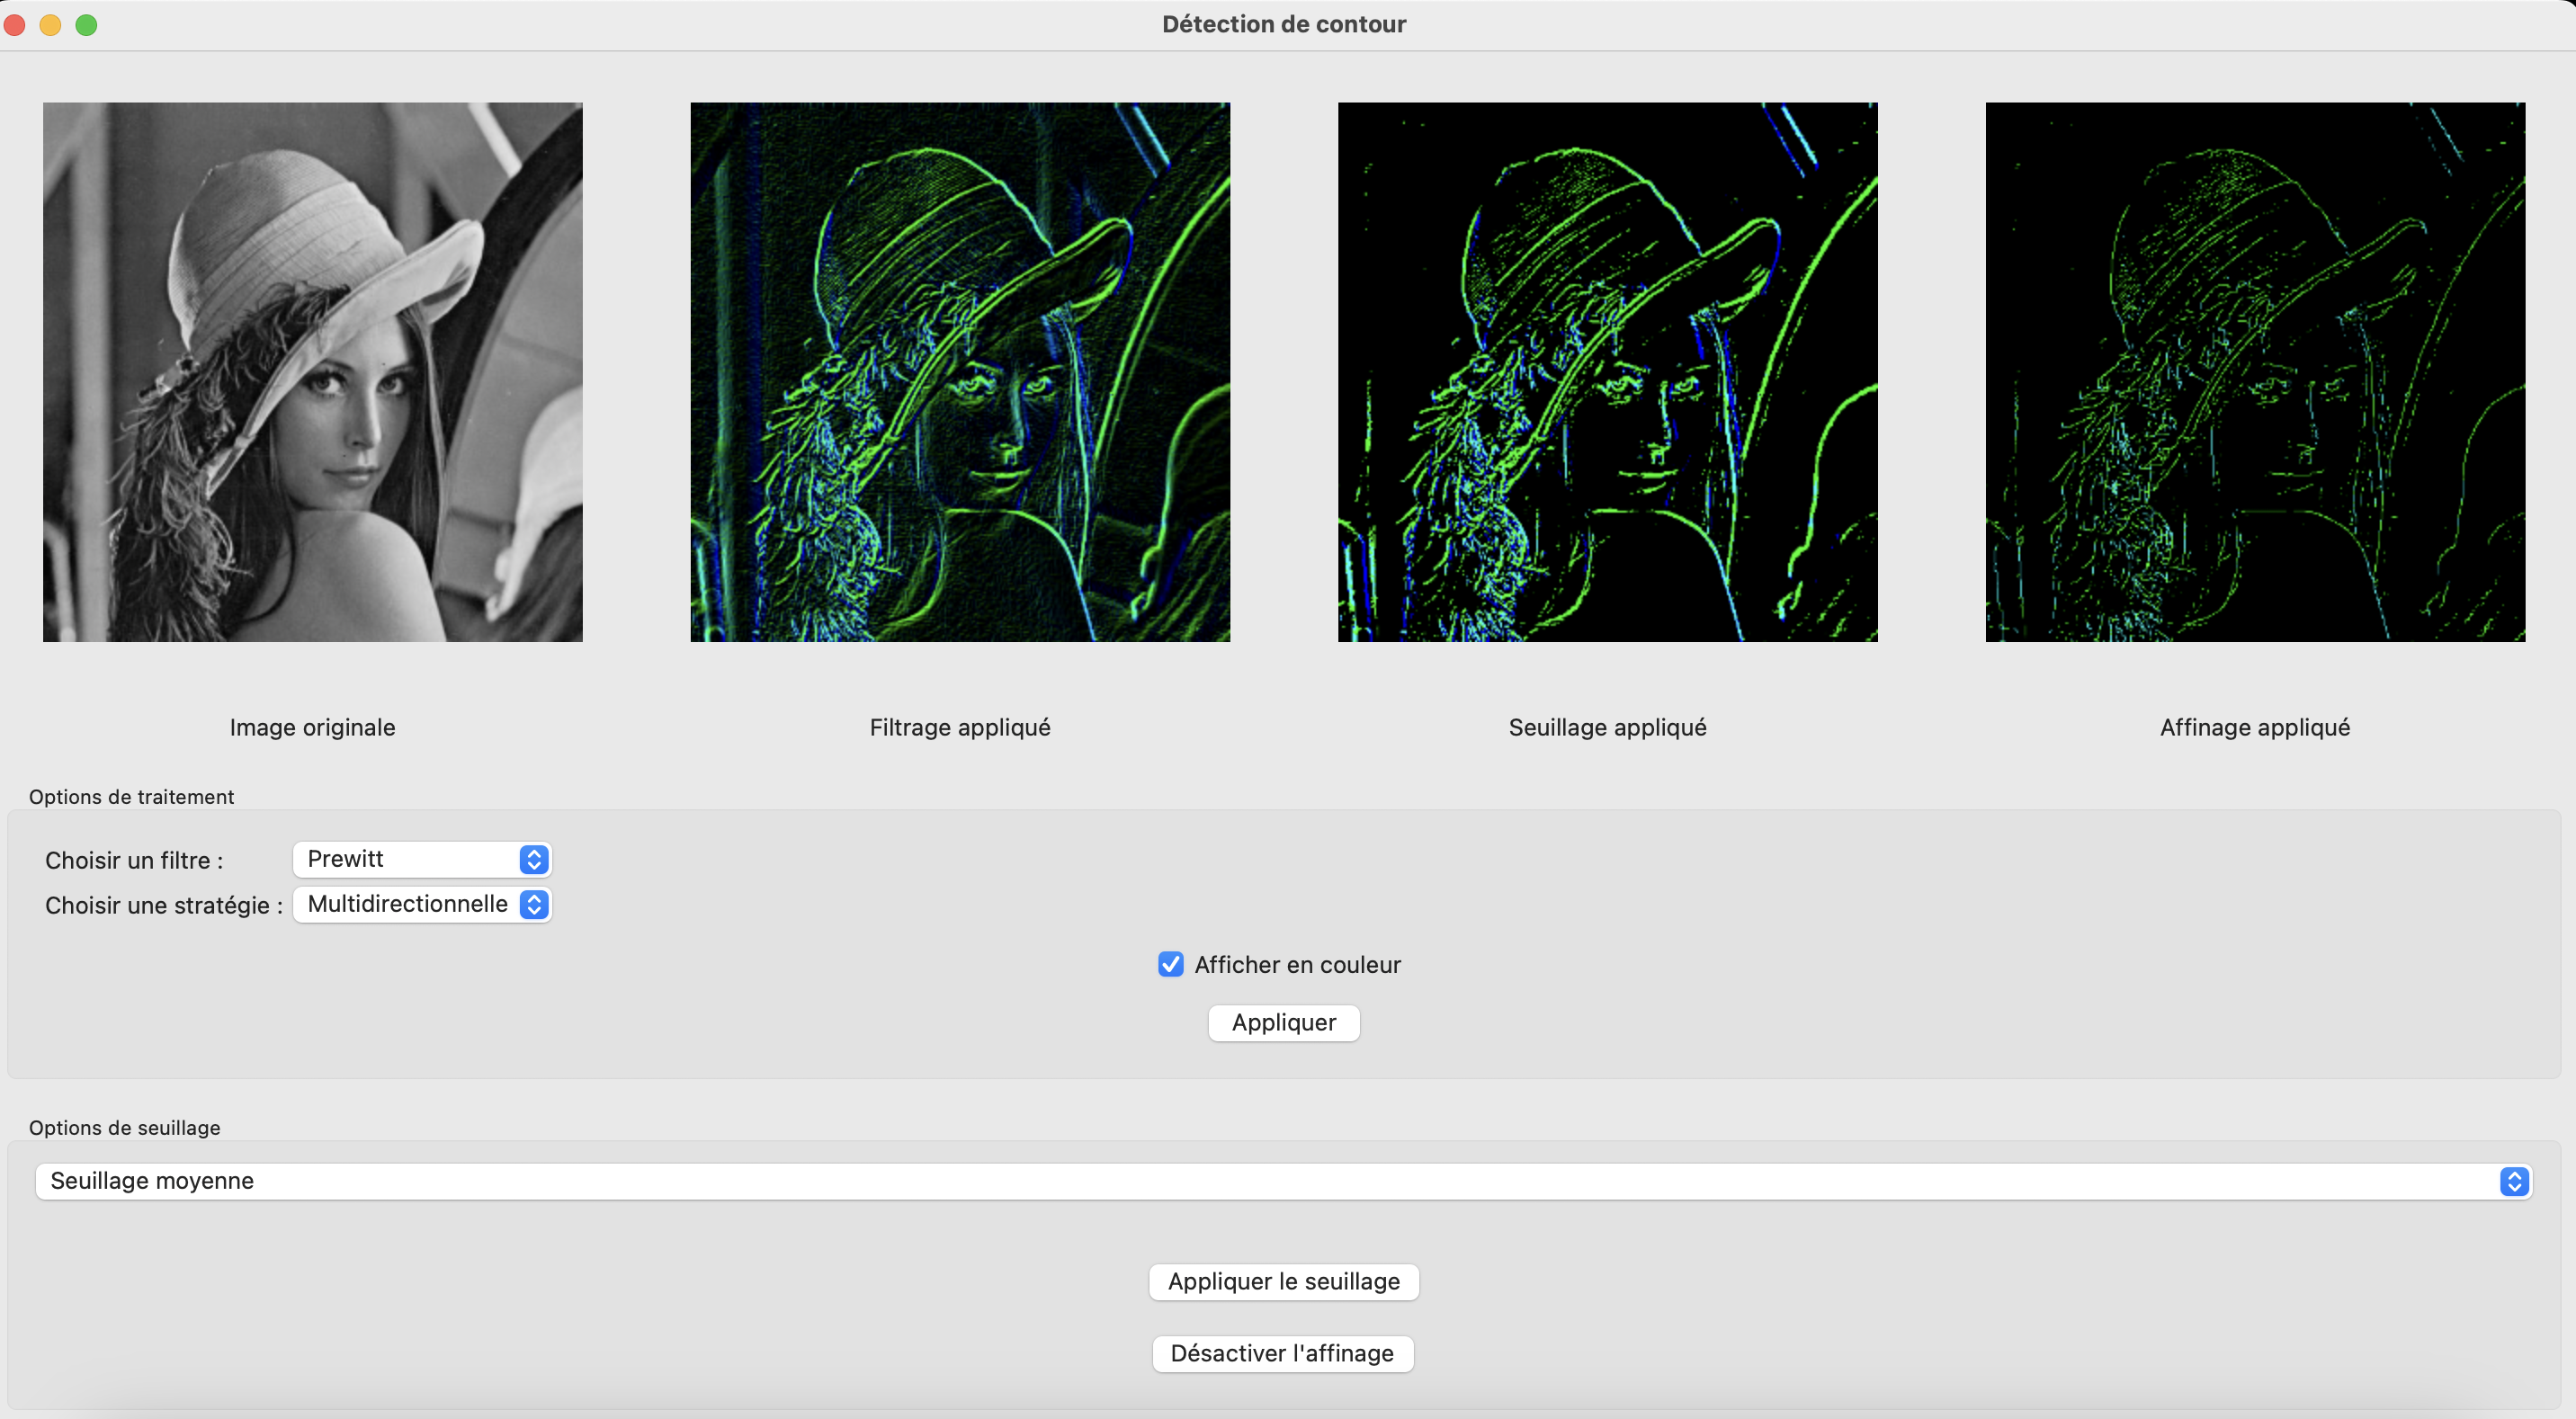 Détection de contour
Image originale
Filtrage appliqué
Seuillage appliqué
Affinage appliqué
Options de traitement
Choisir un filtre :
Prewitt
Choisir une stratégie :
Multidirectionnelle
Afficher en couleur
Appliquer
Options de seuillage
Seuillage moyenne
Appliquer le seuillage
Désactiver l'affinage